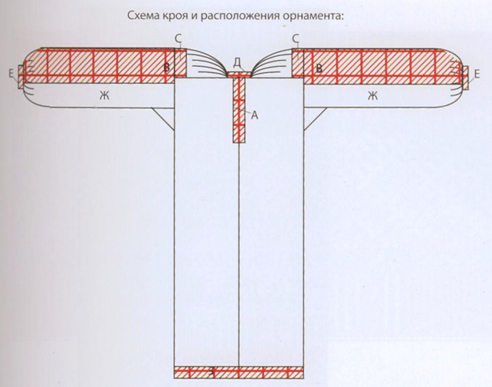 Схема кроя и расположения орнамента:
С
Д
С
Е
В
В
Е
Ж
А
Ж
З